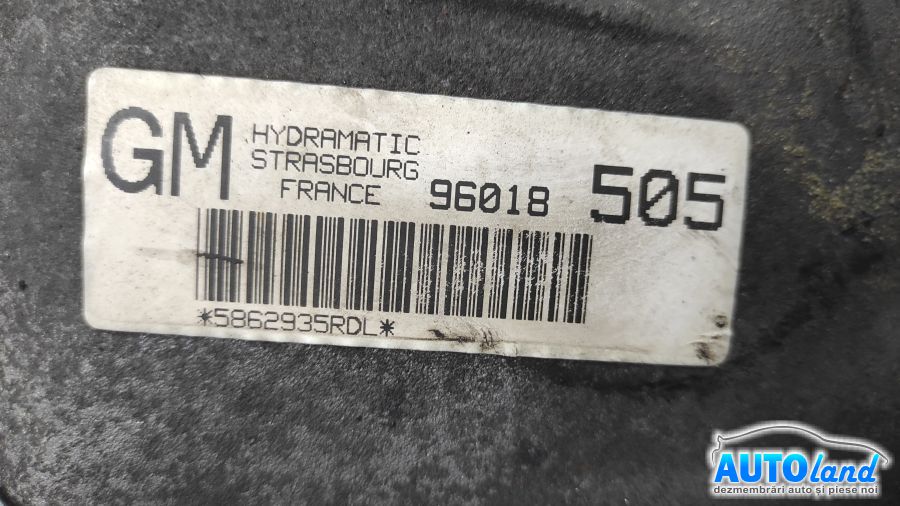 GM HYDRAMATIC
STRASBOURG
FRANCE 96018 505
*5862935RDL*
AUTOland
dezmembrări auto și piese noi